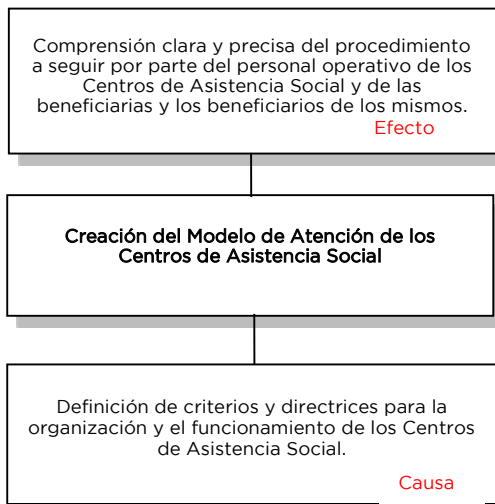 Comprensión clara y precisa del procedimiento
a seguir por parte del personal operativo de los
Centros de Asistencia Social y de las
beneficiarias y los beneficiarios de los mismos.
Efecto
Creación del Modelo de Atención de los
Centros de Asistencia Social
Definición de criterios y directrices para la
organización y el funcionamiento de los Centros
de Asistencia Social.
Causa